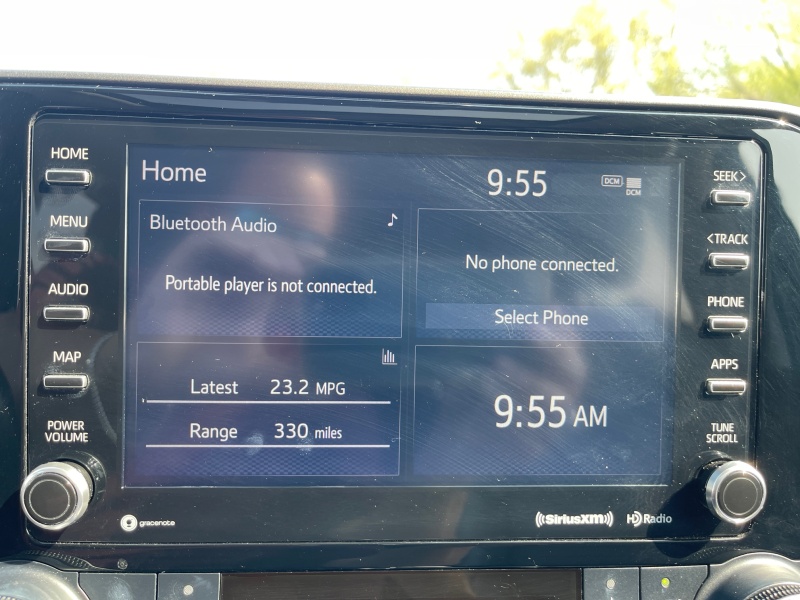 HOME
MENU
AUDIO
MAP
POWER
VOLUME
Home
9:55
DCM
DCM
Bluetooth Audio
Portable player is not connected.
No phone connected.
Select Phone
Latest 23.2 MPG
Range 330 miles
9:55 AM
SEEK>
<TRACK
PHONE
APPS
TUNE
SCROLL
gracenote
SiriusXM
HD Radio